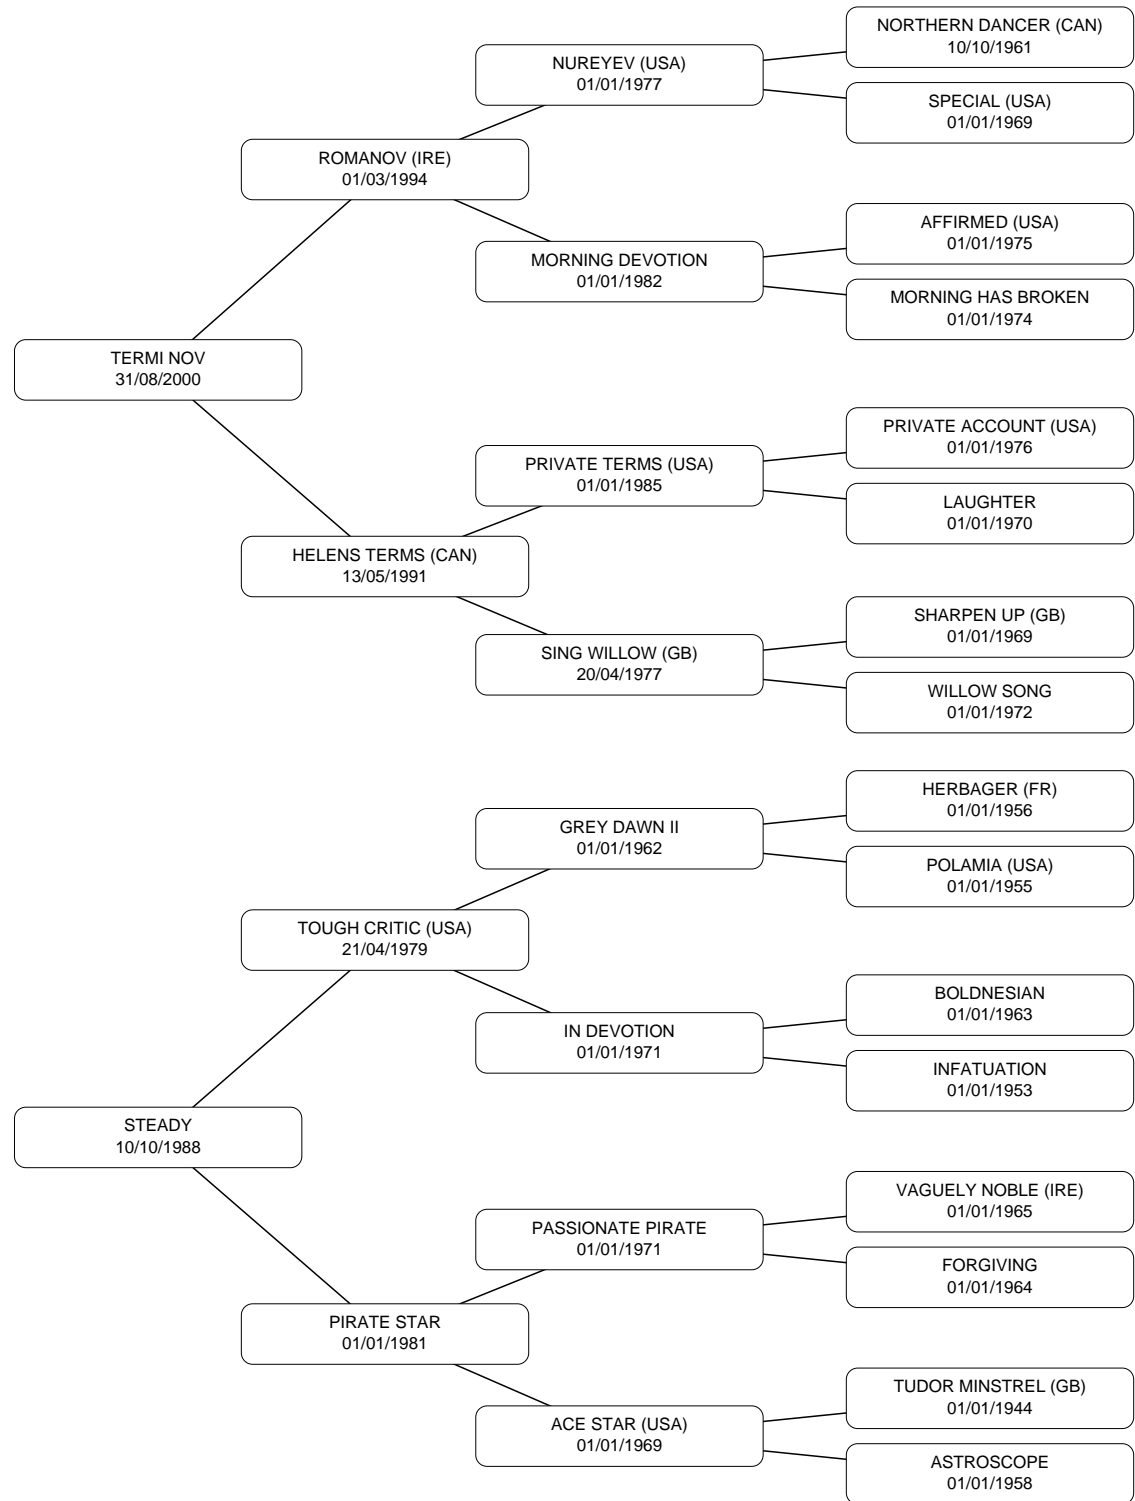 NORTHERN DANCER (CAN)
10/10/1961
NUREYEV (USA)
01/01/1977
SPECIAL (USA)
01/01/1969
ROMANOV (IRE)
01/03/1994
AFFIRMED (USA)
01/01/1975
MORNING DEVOTION
01/01/1982
MORNING HAS BROKEN
01/01/1974
TERMI NOV
31/08/2000
PRIVATE ACCOUNT (USA)
01/01/1976
PRIVATE TERMS (USA)
01/01/1985
LAUGHTER
01/01/1970
HELENS TERMS (CAN)
13/05/1991
SHARPEN UP (GB)
01/01/1969
SING WILLOW (GB)
20/04/1977
WILLOW SONG
01/01/1972
HERBAGER (FR)
01/01/1956
GREY DAWN II
01/01/1962
POLAMIA (USA)
01/01/1955
TOUGH CRITIC (USA)
21/04/1979
BOLDNESIAN
01/01/1963
IN DEVOTION
01/01/1971
INFATUATION
01/01/1953
STEADY
10/10/1988
VAGUELY NOBLE (IRE)
01/01/1965
PASSIONATE PIRATE
01/01/1971
FORGIVING
01/01/1964
PIRATE STAR
01/01/1981
TUDOR MINSTREL (GB)
01/01/1944
ACE STAR (USA)
01/01/1969
ASTROSCOPE
01/01/1958